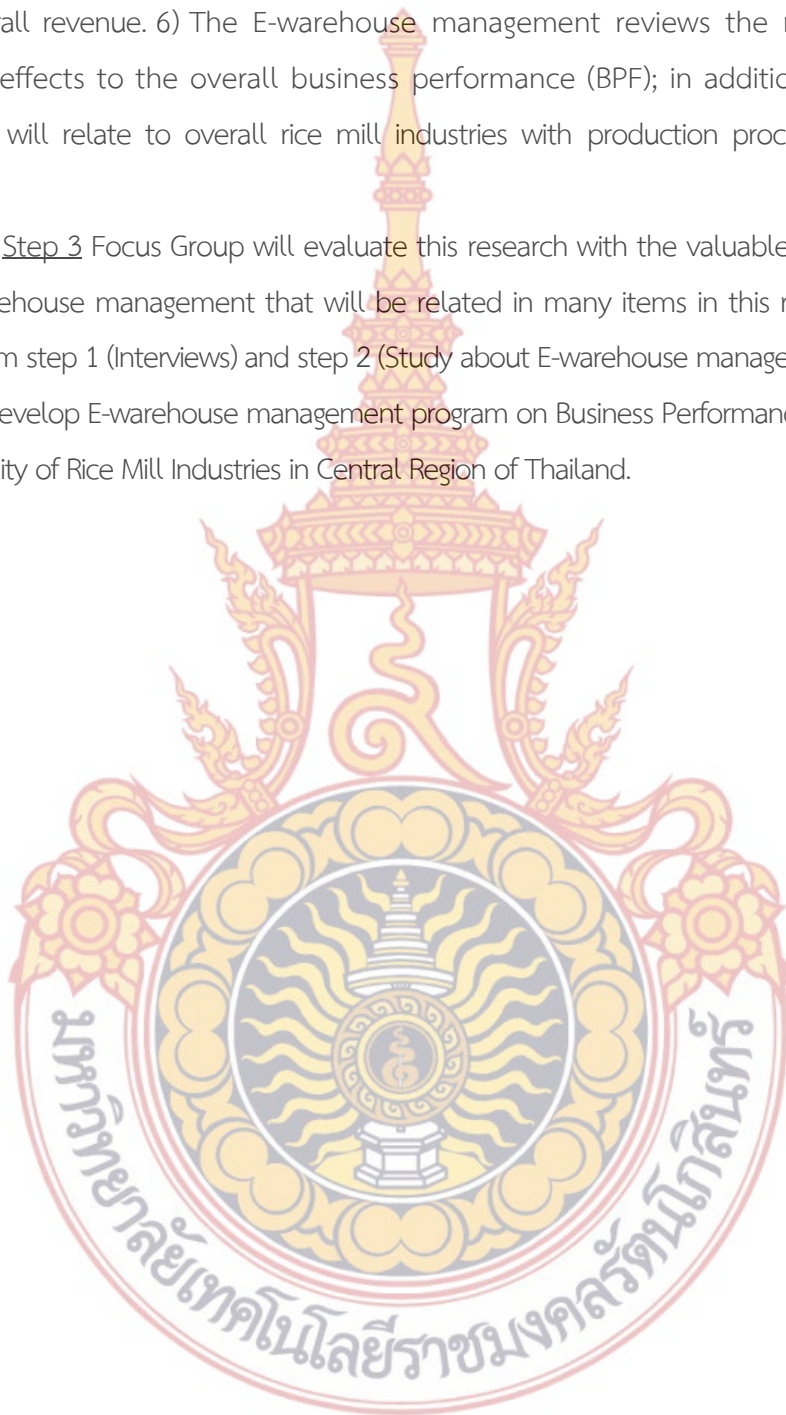 rall revenue. 6) The E-warehouse management reviews the
effects to the overall business performance (BPF); in additio
will relate to overall rice mill industries with production proc
Step 3 Focus Group will evaluate this research with the valuable
ehouse management that will be related in many items in this
m step 1 (Interviews) and step 2 (Study about E-warehouse manage
evelop E-warehouse management program on Business Performanc
ity of Rice Mill Industries in Central Region of Thailand.
มหาวิทยาลัยเทคโนโลยีราชมงคลรัตนโกสินทร์